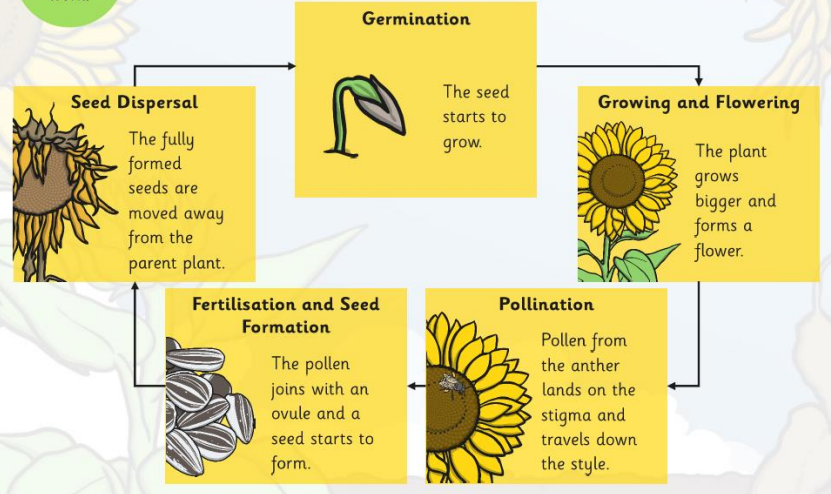 Germination
The seed
starts to
grow.
Growing and Flowering
The plant
grows
bigger and
forms a
flower.
Pollination
Pollen from
the anther
lands on the
stigma and
travels down
the style.
Fertilisation and Seed
Formation
The pollen
joins with an
ovule and a
seed starts to
form.
Seed Dispersal
The fully
formed
seeds are
moved away
from the
parent plant.